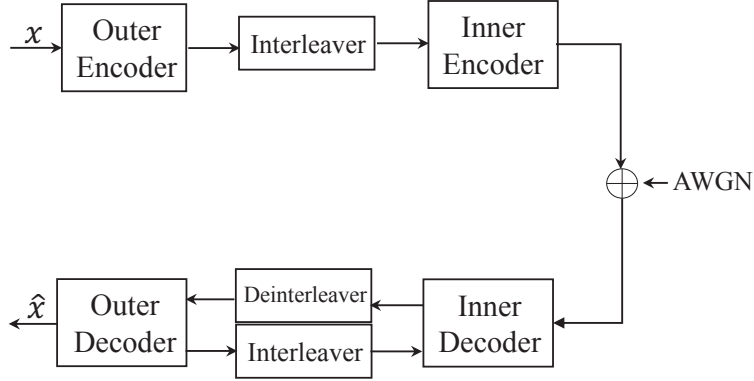 x
Outer
Encoder
Interleaver
Inner
Encoder
AWGN
x̂
Outer
Decoder
Deinterleaver
Interleaver
Inner
Decoder